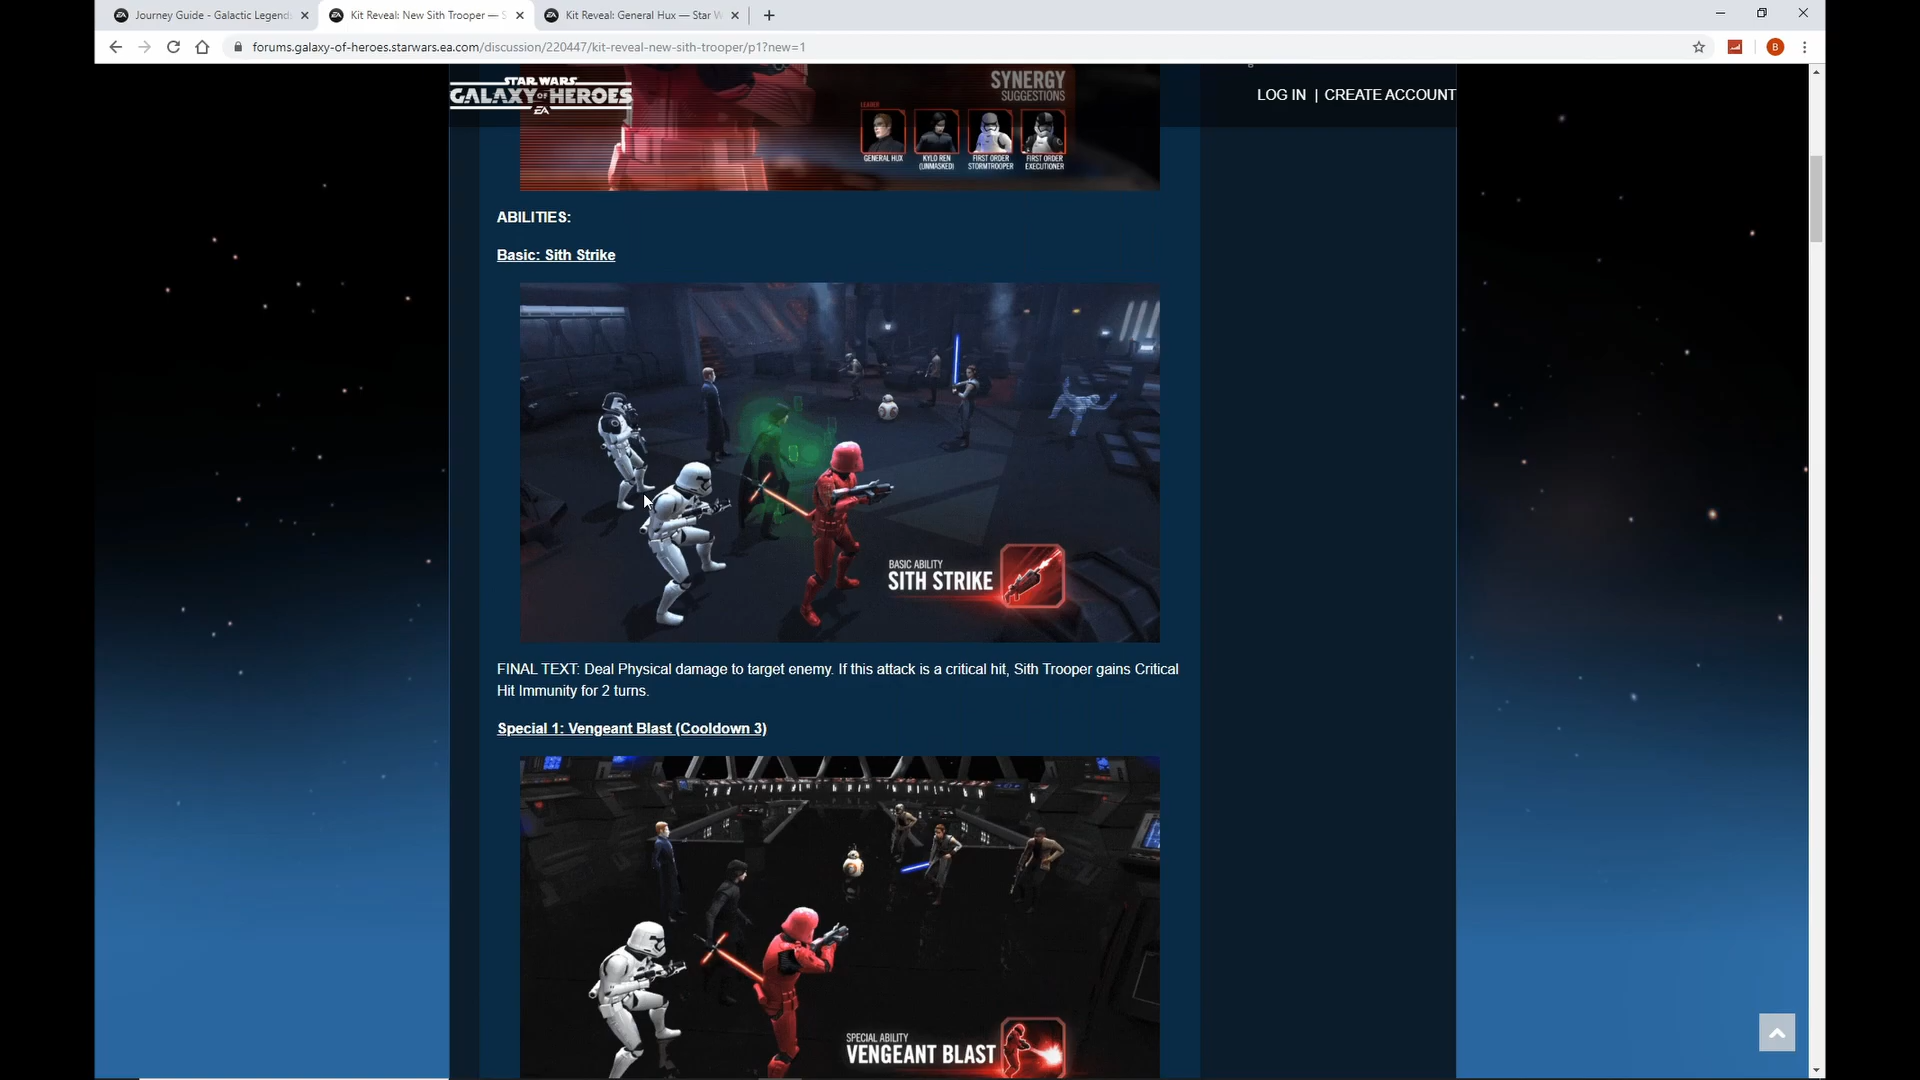 Journey Guide - Galactic Legend
Kit Reveal: New Sith Trooper — S
Kit Reveal: General Hux — Star W
forums.galaxy-of-heroes.starwars.ea.com/discussion/220447/kit-reveal-new-sith-trooper/p1?new=1
B
STAR WARS
GALAXY OF HEROES
EA
LOG IN | CREATE ACCOUNT
SYNERGY
SUGGESTIONS
LEADER
GENERAL HUX
KYLO REN
(UNMASKED)
FIRST ORDER
STORMTROOPER
FIRST ORDER
EXECUTIONER
ABILITIES:
Basic: Sith Strike
BASIC ABILITY
SITH STRIKE
FINAL TEXT: Deal Physical damage to target enemy. If this attack is a critical hit, Sith Trooper gains Critical
Hit Immunity for 2 turns.
Special 1: Vengeant Blast (Cooldown 3)
SPECIAL ABILITY
VENGEANT BLAST